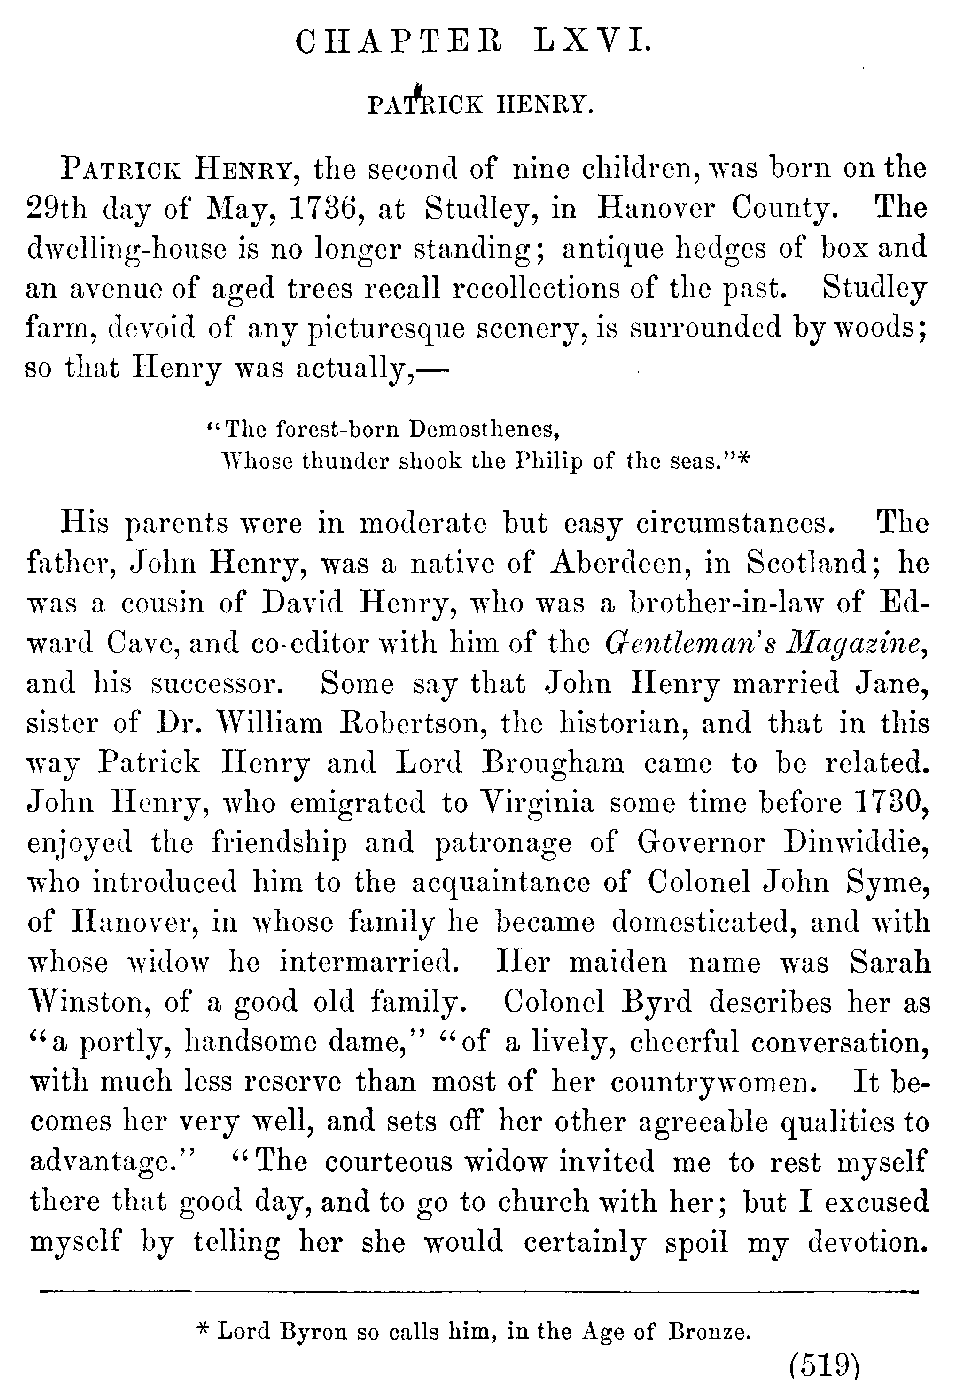 CHAPTER LXVI.
PATRICK HENRY.
PATRICK HENRY, the second of nine children, was born on the
29th day of May, 1736, at Studley, in Hanover County. The
dwelling-house is no longer standing; antique hedges of box and
an avenue of aged trees recall recollections of the past. Studley
farm, devoid of any picturesque scenery, is surrounded by woods;
so that Henry was actually,—
"The forest-born Demosthenes,
Whose thunder shook the Philip of the seas."*
His parents were in moderate but easy circumstances. The
father, John Henry, was a native of Aberdeen, in Scotland; he
was a cousin of David Henry, who was a brother-in-law of Ed-
ward Cave, and co-editor with him of the Gentleman's Magazine,
and his successor. Some say that John Henry married Jane,
sister of Dr. William Robertson, the historian, and that in this
way Patrick Henry and Lord Brougham came to be related.
John Henry, who emigrated to Virginia some time before 1730,
enjoyed the friendship and patronage of Governor Dinwiddie,
who introduced him to the acquaintance of Colonel John Syme,
of Hanover, in whose family he became domesticated, and with
whose widow he intermarried. Her maiden name was Sarah
Winston, of a good old family. Colonel Byrd describes her as
"a portly, handsome dame," "of a lively, cheerful conversation,
with much less reserve than most of her countrywomen. It be-
comes her very well, and sets off her other agreeable qualities to
advantage." "The courteous widow invited me to rest myself
there that good day, and to go to church with her; but I excused
myself by telling her she would certainly spoil my devotion.
* Lord Byron so calls him, in the Age of Bronze.
(519)